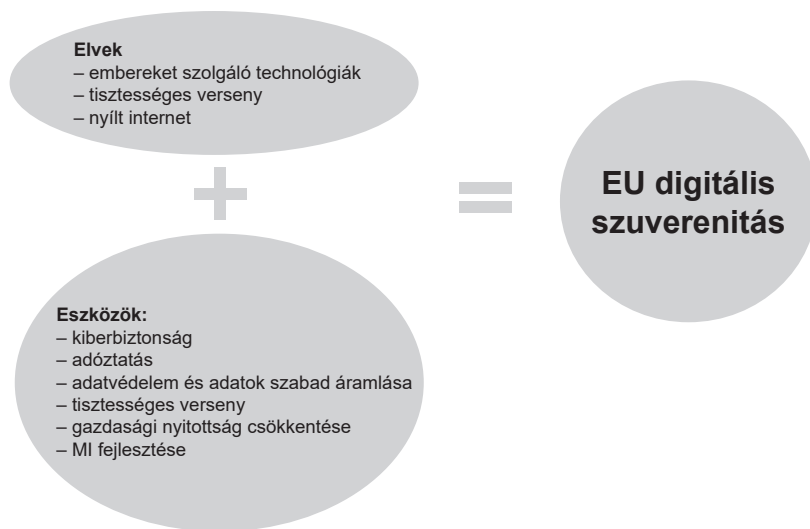 Elvek
– embereket szolgáló technológiák
– tisztességes verseny
– nyílt internet
+
=
EU digitális
szuverenitás
Eszközök:
– kiberbiztonság
– adóztatás
– adatvédelem és adatok szabad áramlása
– tisztességes verseny
– gazdasági nyitottság csökkentése
– MI fejlesztése